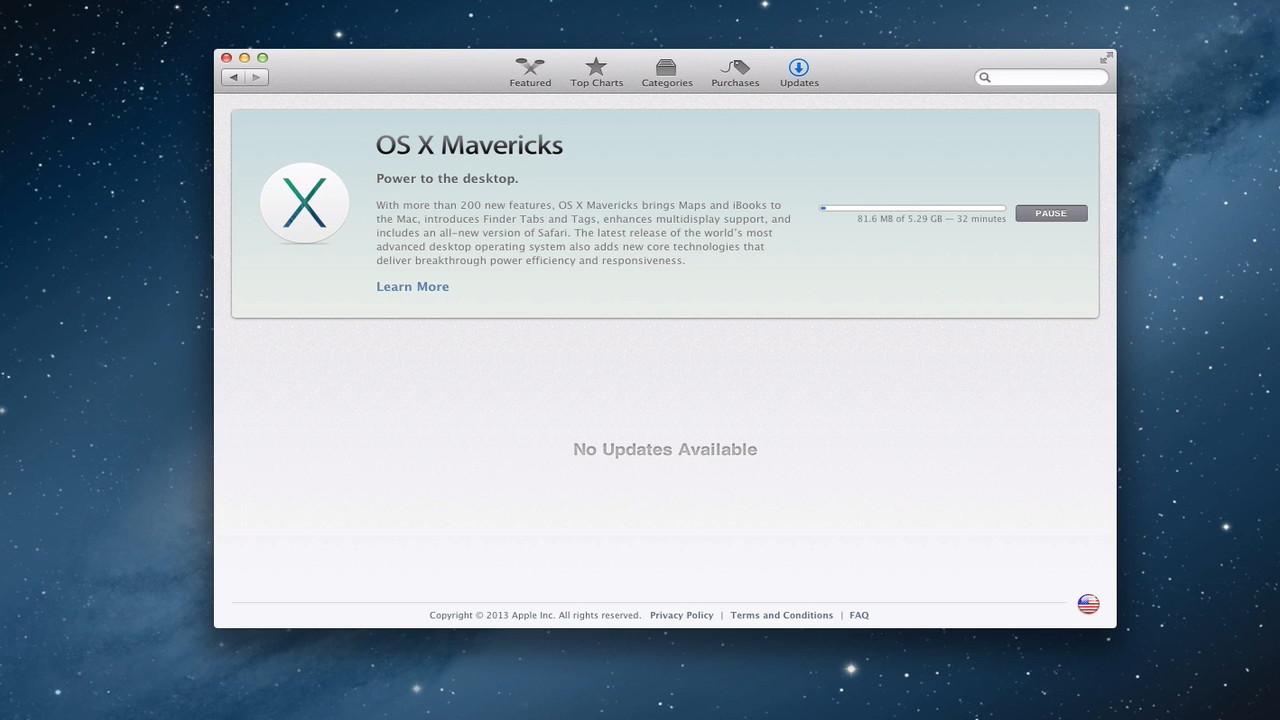 Featured
Top Charts
Categories
Purchases
Updates
OS X Mavericks
Power to the desktop.
With more than 200 new features, OS X Mavericks brings Maps and iBooks to
the Mac, introduces Finder Tabs and Tags, enhances multidisplay support, and
includes an all-new version of Safari. The latest release of the world's most
advanced desktop operating system also adds new core technologies that
deliver breakthrough power efficiency and responsiveness.
Learn More
81.6 MB of 5.29 GB — 32 minutes
PAUSE
No Updates Available
Copyright © 2013 Apple Inc. All rights reserved. Privacy Policy | Terms and Conditions | FAQ